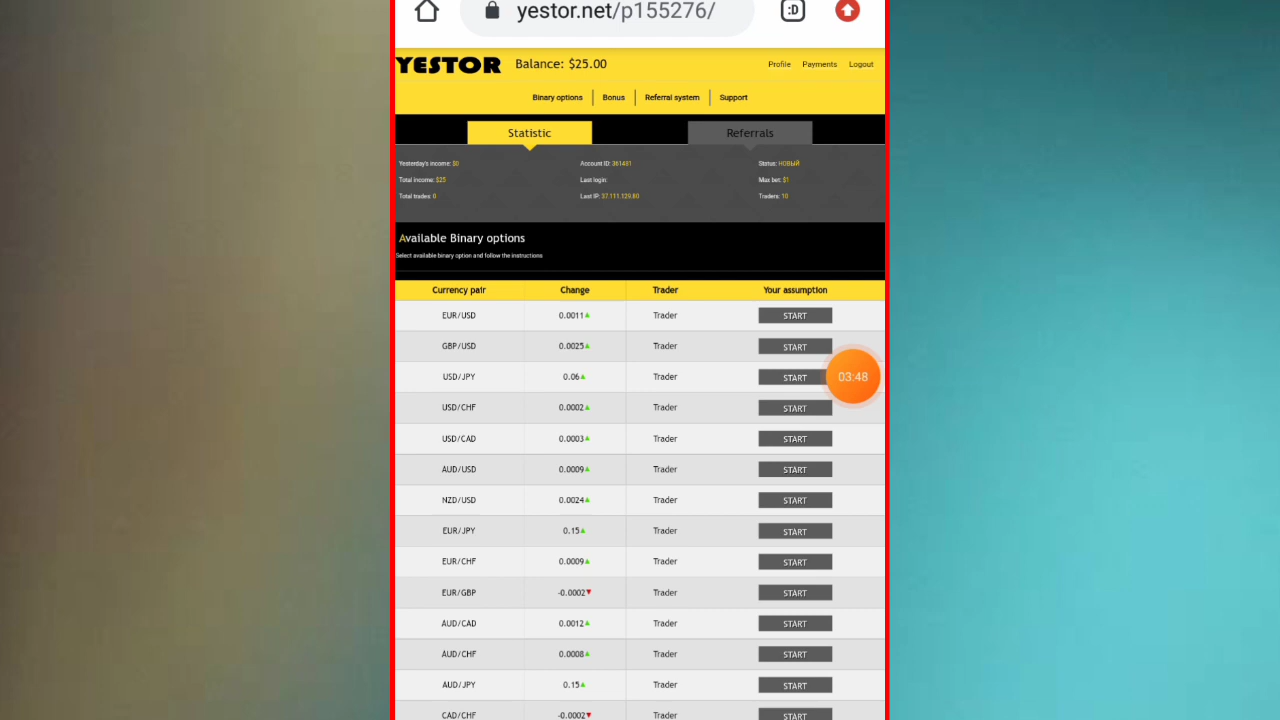 yestor.net/p155276/
:D
YESTOR Balance: $25.00 Profile Payments Logout
Binary options Bonus Referral system Support
Statistic Referrals
Yesterday's income: $0 Account ID: 361481 Status: НОВЫЙ
Total income: $25 Last login: Max bet: $1
Total trades: 0 Last IP: 37.111.129.80 Traders: 10
Available Binary options
Select available binary option and follow the instructions
Currency pair Change Trader Your assumption
EUR/USD 0.0011▲ Trader START
GBP/USD 0.0025▲ Trader START
USD/JPY 0.06▲ Trader START
03:48
USD/CHF 0.0002▲ Trader START
USD/CAD 0.0003▲ Trader START
AUD/USD 0.0009▲ Trader START
NZD/USD 0.0024▲ Trader START
EUR/JPY 0.15▲ Trader START
EUR/CHF 0.0009▲ Trader START
EUR/GBP -0.0002▼ Trader START
AUD/CAD 0.0012▲ Trader START
AUD/CHF 0.0008▲ Trader START
AUD/JPY 0.15▲ Trader START
CAD/CHF -0.0002▼ Trader START